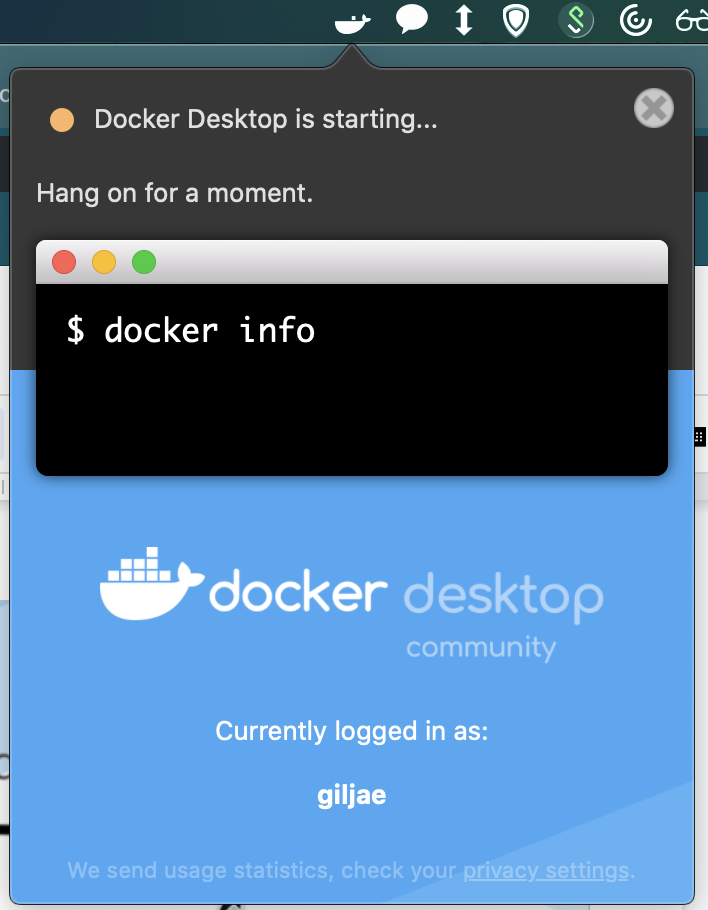 Docker Desktop is starting...
Hang on for a moment.
$ docker info
docker desktop
community
Currently logged in as:
giljae
We send usage statistics, check your privacy settings.